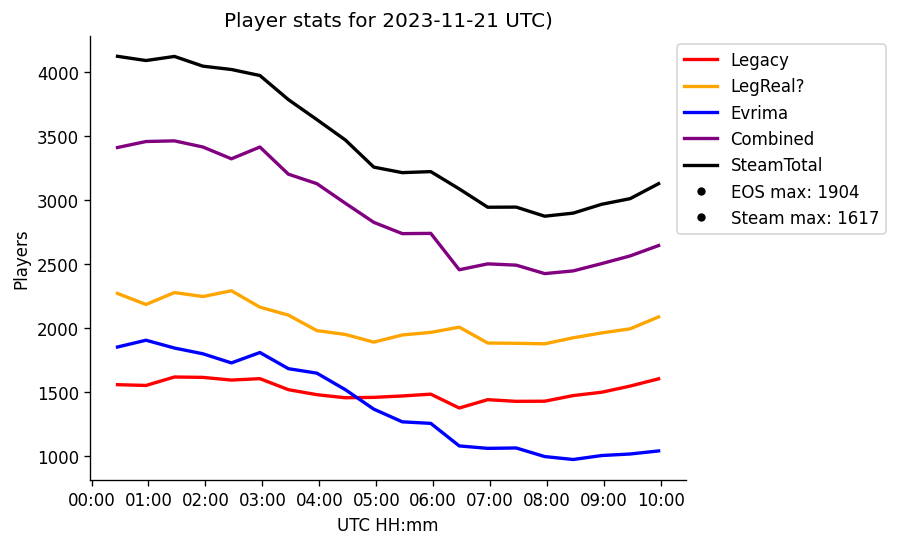 Player stats for 2023-11-21 UTC)
Legacy
LegReal?
Evrima
Combined
SteamTotal
EOS max: 1904
Steam max: 1617
Players
4000
3500
3000
2500
2000
1500
1000
00:00 01:00 02:00 03:00 04:00 05:00 06:00 07:00 08:00 09:00 10:00
UTC HH:mm